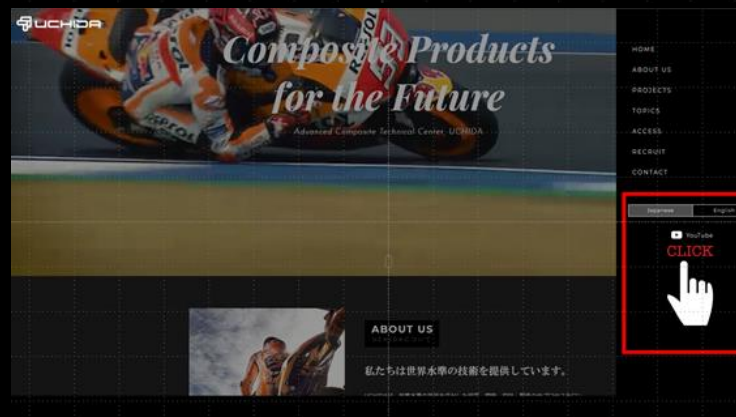 UCHIDA
Composite Products
for the Future
Advanced Composite Technical Center, UCHIDA
REPSOL
HOME
ABOUT US
PROJECTS
TOPICS
ACCESS
RECRUIT
CONTACT
Japanese English
YouTube
CLICK
ABOUT US
私たちは世界水準の技術を提供しています。